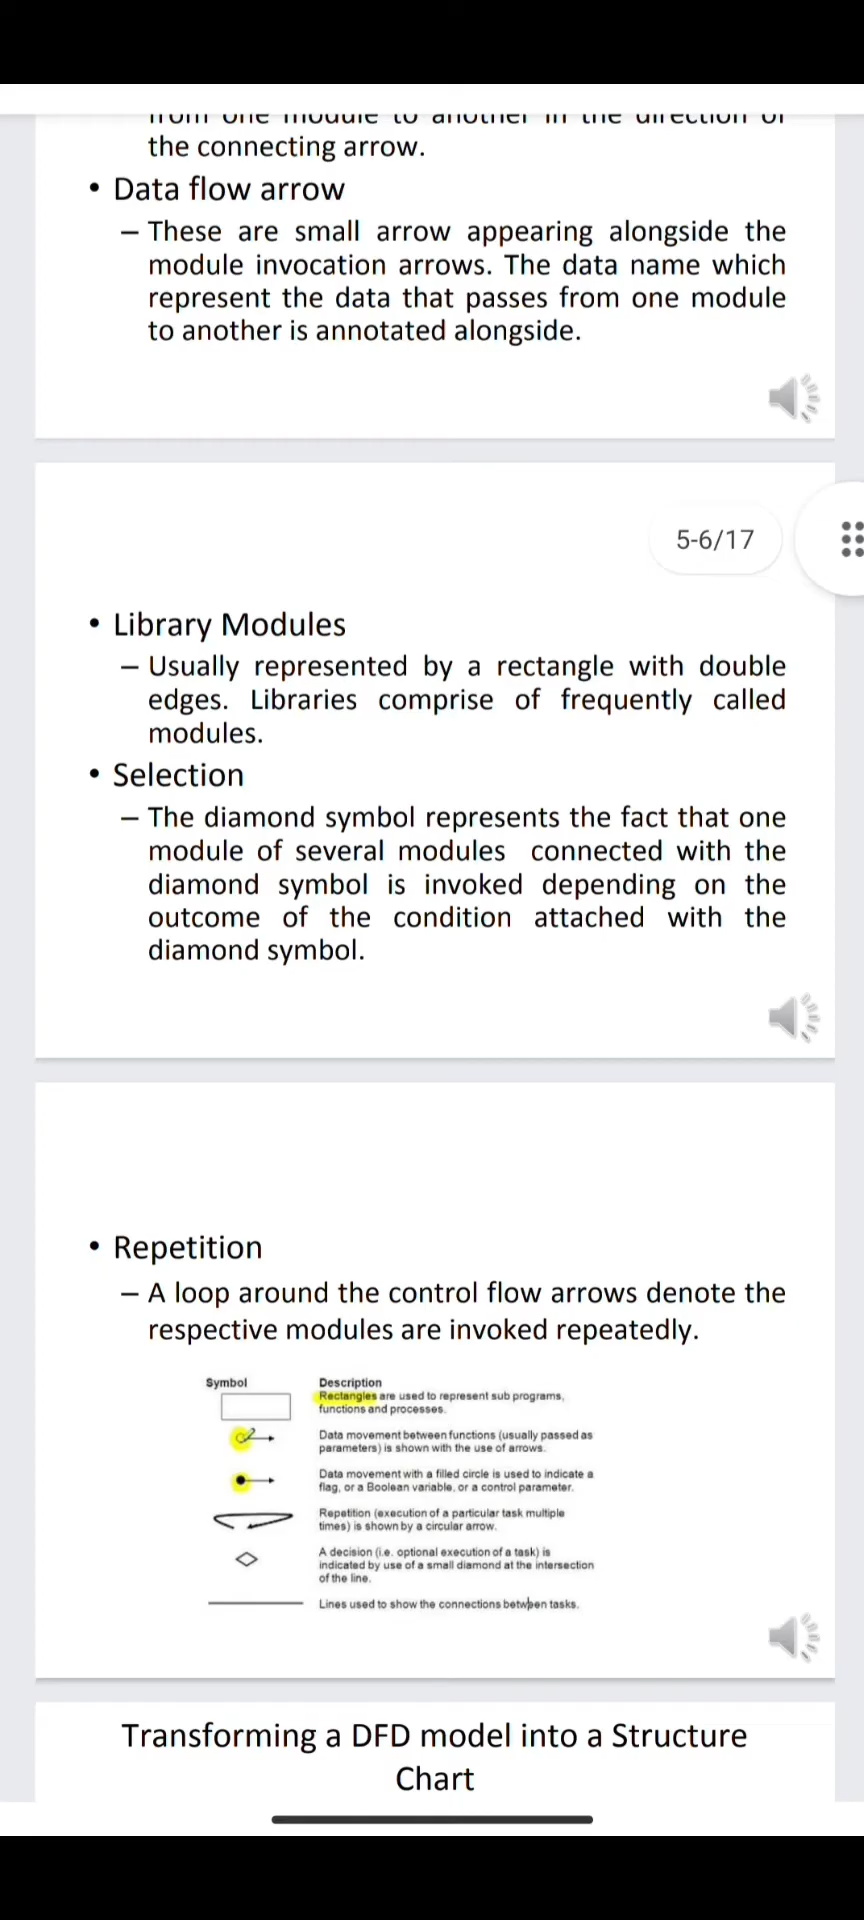 from one module to another in the direction of
the connecting arrow.
• Data flow arrow
– These are small arrow appearing alongside the
module invocation arrows. The data name which
represent the data that passes from one module
to another is annotated alongside.
5-6/17
• Library Modules
– Usually represented by a rectangle with double
edges. Libraries comprise of frequently called
modules.
• Selection
– The diamond symbol represents the fact that one
module of several modules connected with the
diamond symbol is invoked depending on the
outcome of the condition attached with the
diamond symbol.
• Repetition
– A loop around the control flow arrows denote the
respective modules are invoked repeatedly.
Symbol Description
Rectangles are used to represent sub programs,
functions and processes.
Data movement between functions (usually passed as
parameters) is shown with the use of arrows.
Data movement with a filled circle is used to indicate a
flag, or a Boolean variable, or a control parameter.
Repetition (execution of a particular task multiple
times) is shown by a circular arrow.
A decision (i.e. optional execution of a task) is
indicated by use of a small diamond at the intersection
of the line.
Lines used to show the connections between tasks.
Transforming a DFD model into a Structure
Chart